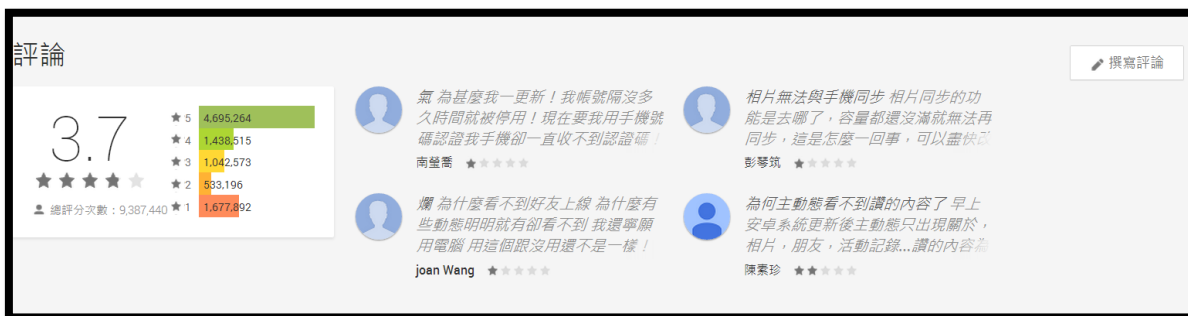 評論
撰寫評論
3.7
總評分次數：9,387,440
5 4,695,264
4 1,438,515
3 1,042,573
2 533,196
1 1,677,892
氣 為甚麼我一更新！我帳號隔沒多
久時間就被停用！現在要我用手機號
碼認證我手機卻一直收不到認證碼
南螢喬
相片無法與手機同步 相片同步的功
能是去哪了，容量都還沒滿就無法再
同步，這是怎麼一回事，可以盡快改
彭琴筑
爛 為什麼看不到好友上線 為什麼有
些動態明明就有卻看不到 我還寧願
用電腦 用這個跟沒用還不是一樣！
joan Wang
為何主動態看不到讚的內容了 早上
安卓系統更新後主動態只出現關於，
相片，朋友，活動記錄...讚的內容為
陳素珍